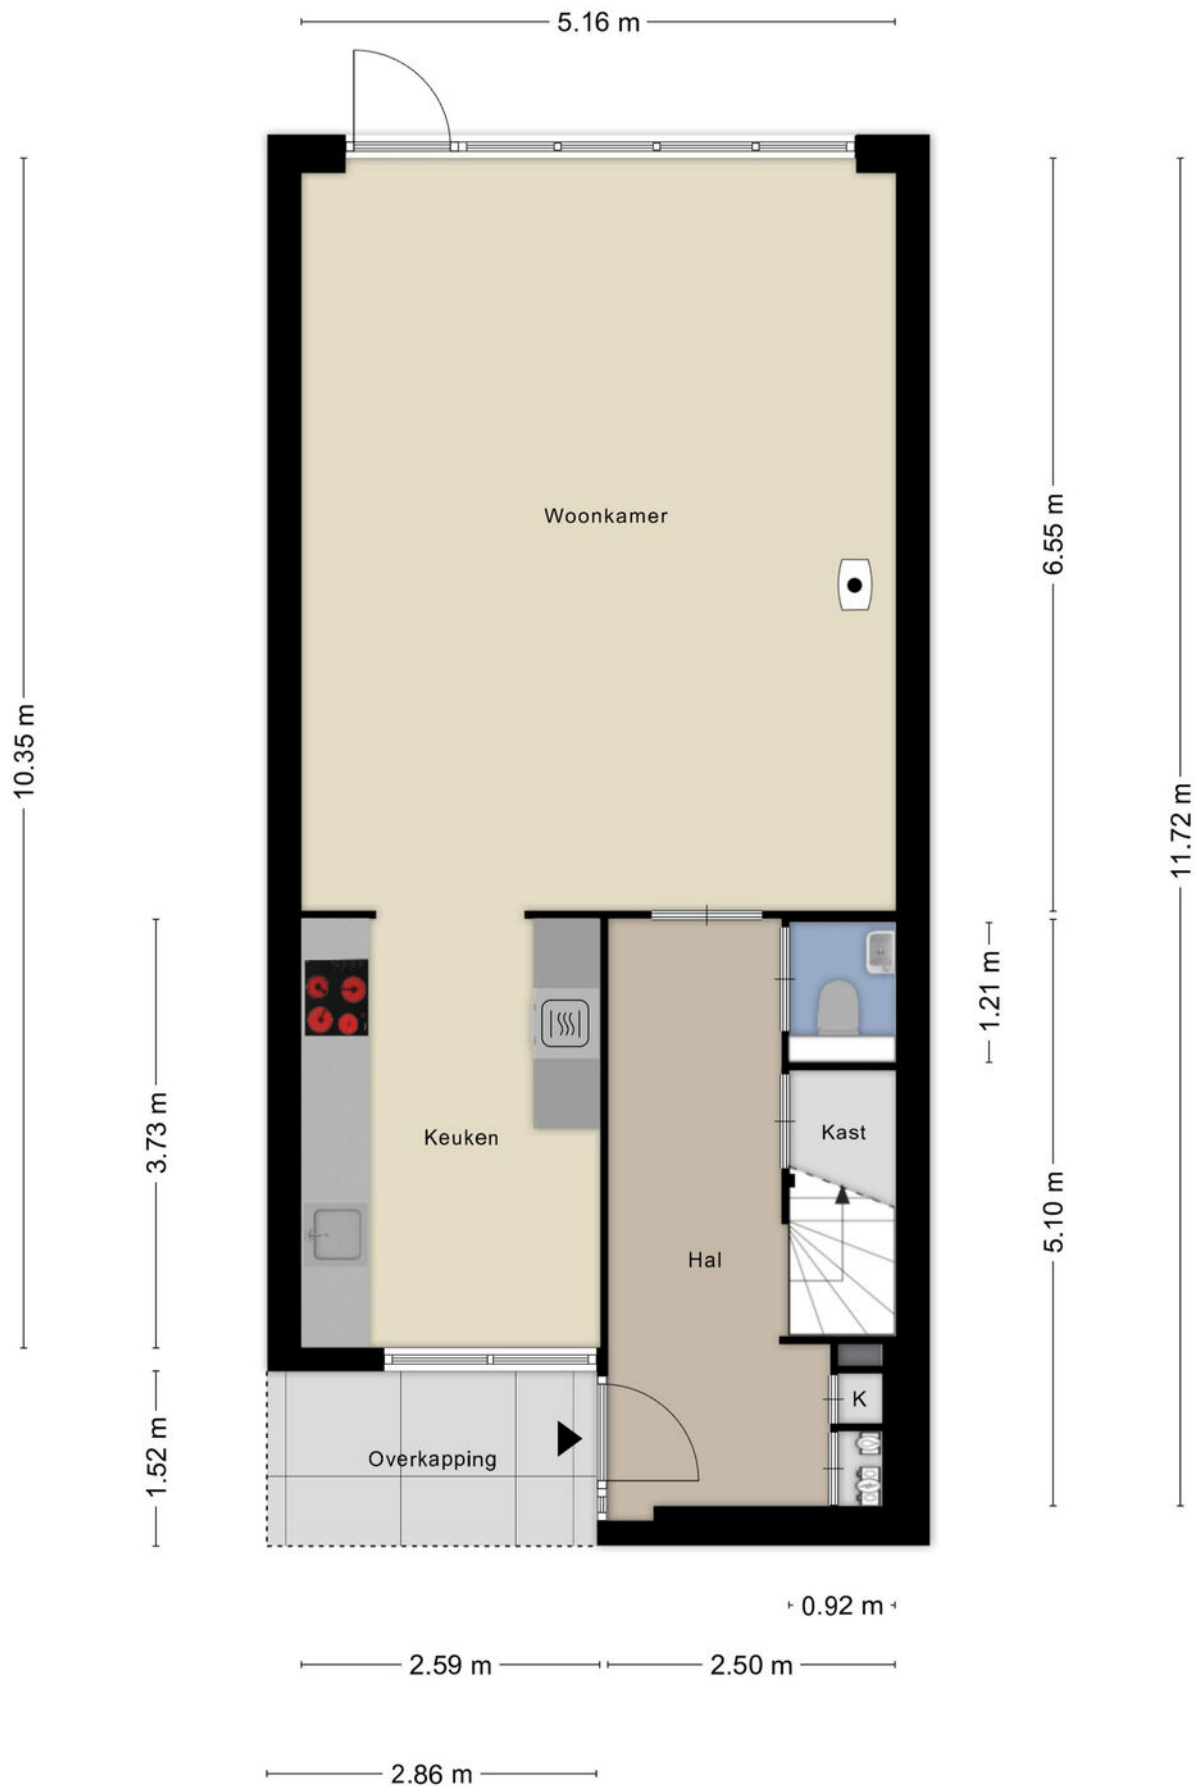 5.16 m
Woonkamer
6.55 m
10.35 m
11.72 m
1.21 m
3.73 m
Keuken
Kast
5.10 m
Hal
K
Overkapping
1.52 m
0.92 m
2.59 m
2.50 m
2.86 m